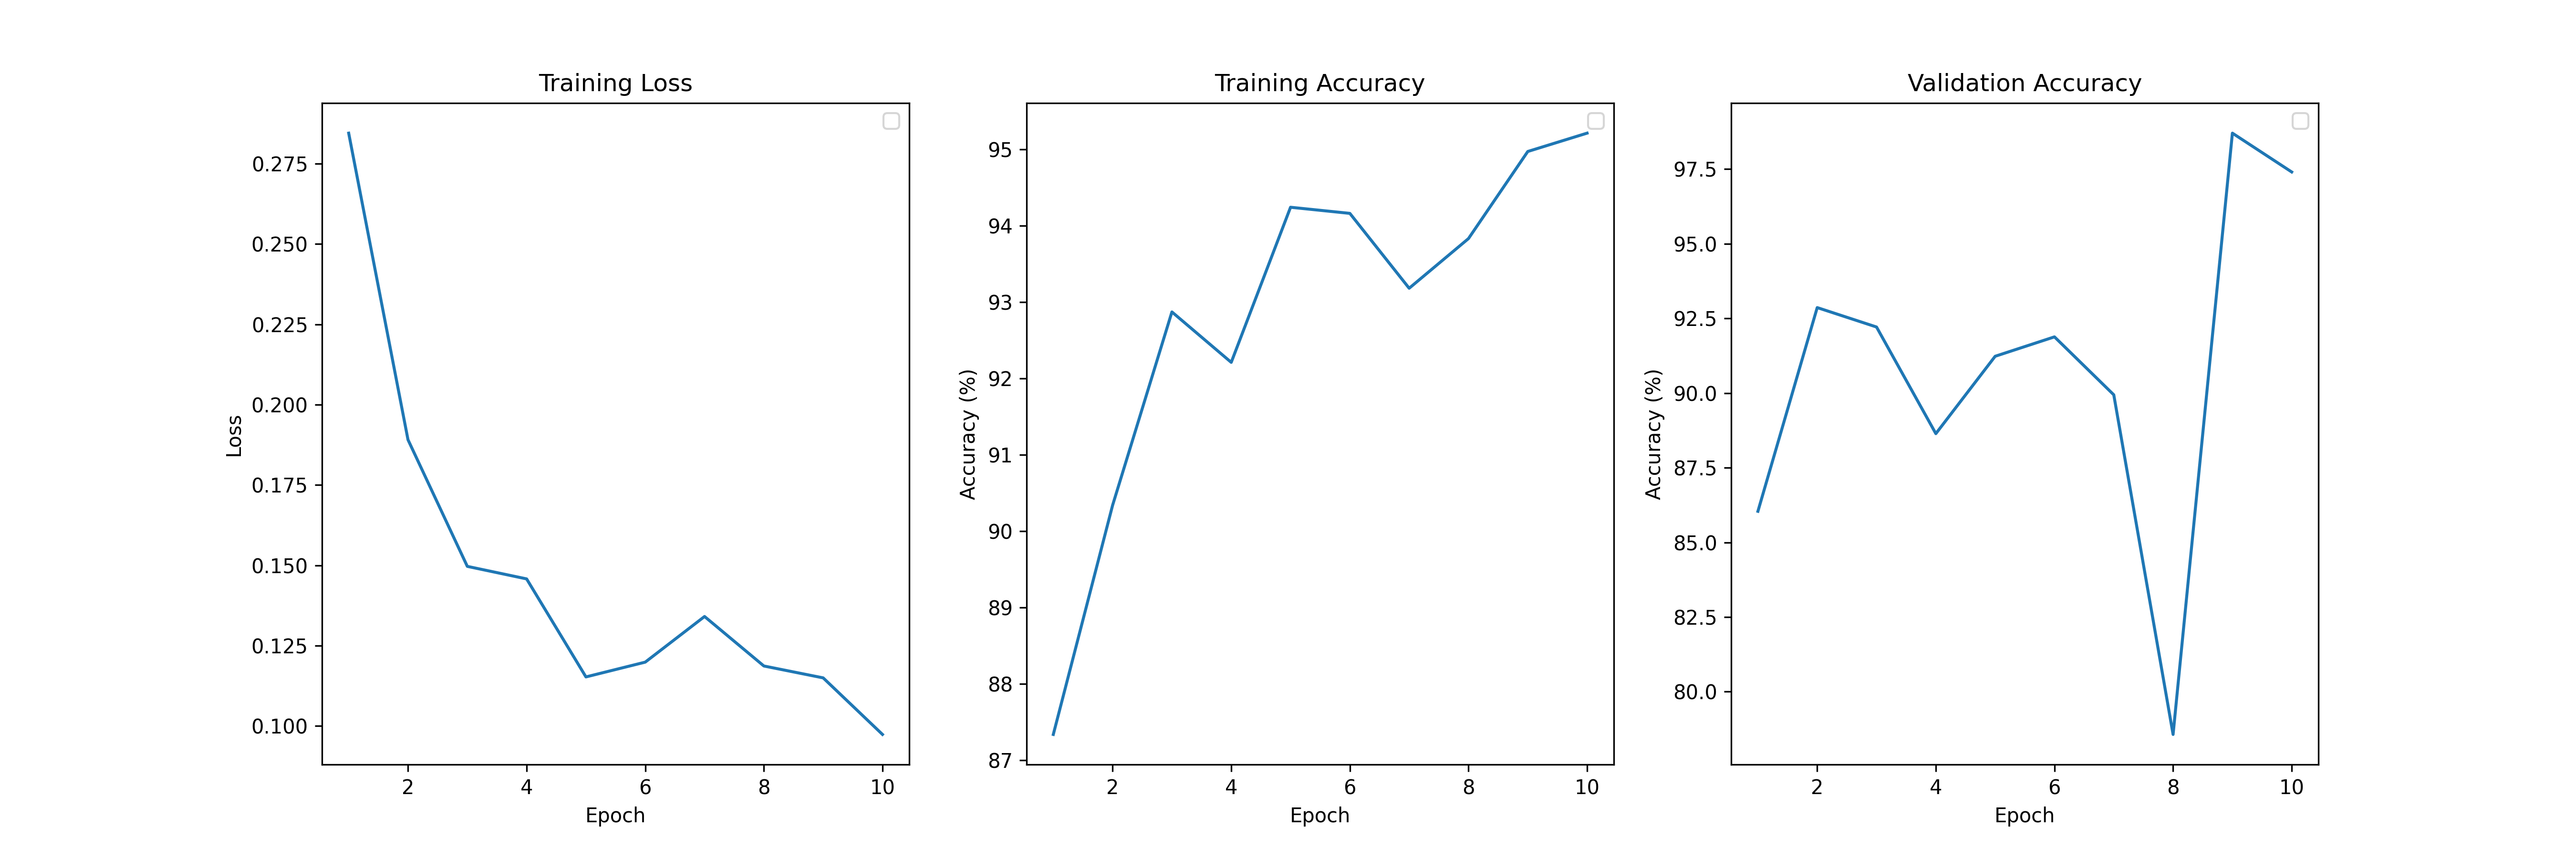 Training Loss
Training Accuracy
Validation Accuracy
0.275
0.250
0.225
0.200
0.175
0.150
0.125
0.100
Loss
2 4 6 8 10
Epoch
95
94
93
92
91
90
89
88
87
Accuracy (%)
2 4 6 8 10
Epoch
97.5
95.0
92.5
90.0
87.5
85.0
82.5
80.0
Accuracy (%)
2 4 6 8 10
Epoch